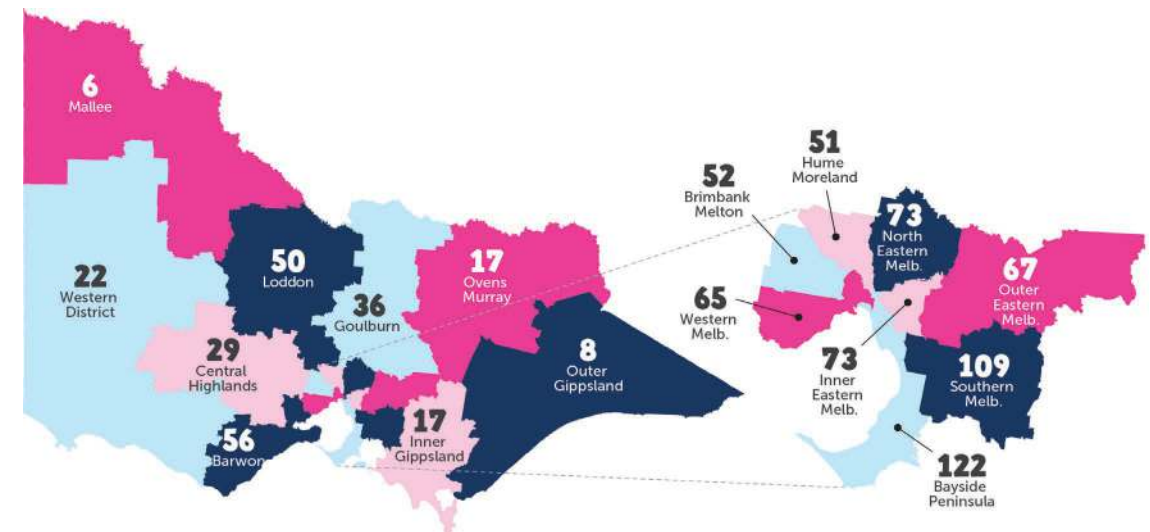 6
Mallee
22
Western
District
50
Loddon
36
Goulburn
17
Ovens
Murray
29
Central
Highlands
8
Outer
Gippsland
56
Barwon
17
Inner
Gippsland
51
Hume
Moreland
52
Brimbank
Melton
73
North
Eastern
Melb.
67
Outer
Eastern
Melb.
65
Western
Melb.
73
Inner
Eastern
Melb.
109
Southern
Melb.
122
Bayside
Peninsula